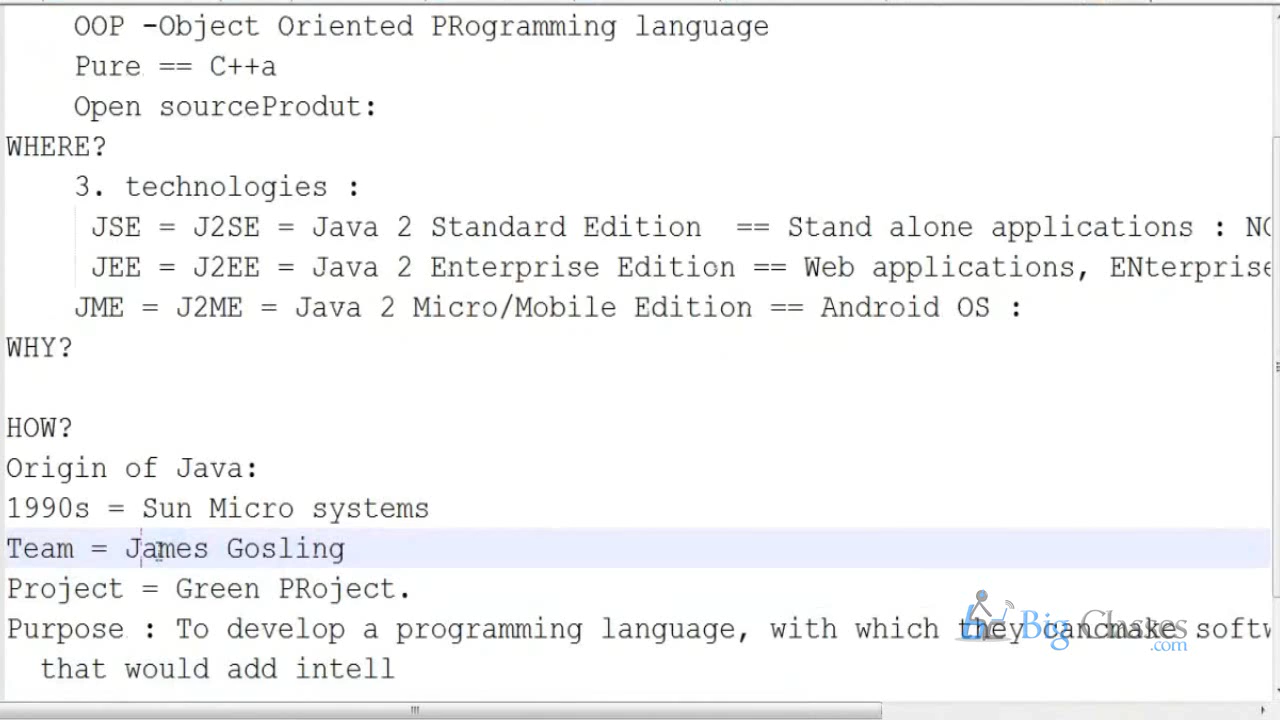 OOP -Object Oriented PRogramming language
Pure == C++a
Open sourceProdut:
WHERE?
3. technologies :
JSE = J2SE = Java 2 Standard Edition == Stand alone applications : NO
JEE = J2EE = Java 2 Enterprise Edition == Web applications, ENterprise
JME = J2ME = Java 2 Micro/Mobile Edition == Android OS :
WHY?
HOW?
Origin of Java:
1990s = Sun Micro systems
Team = James Gosling
Project = Green PRoject.
Purpose : To develop a programming language, with which they canmake softw
that would add intell
Big Classes
.com